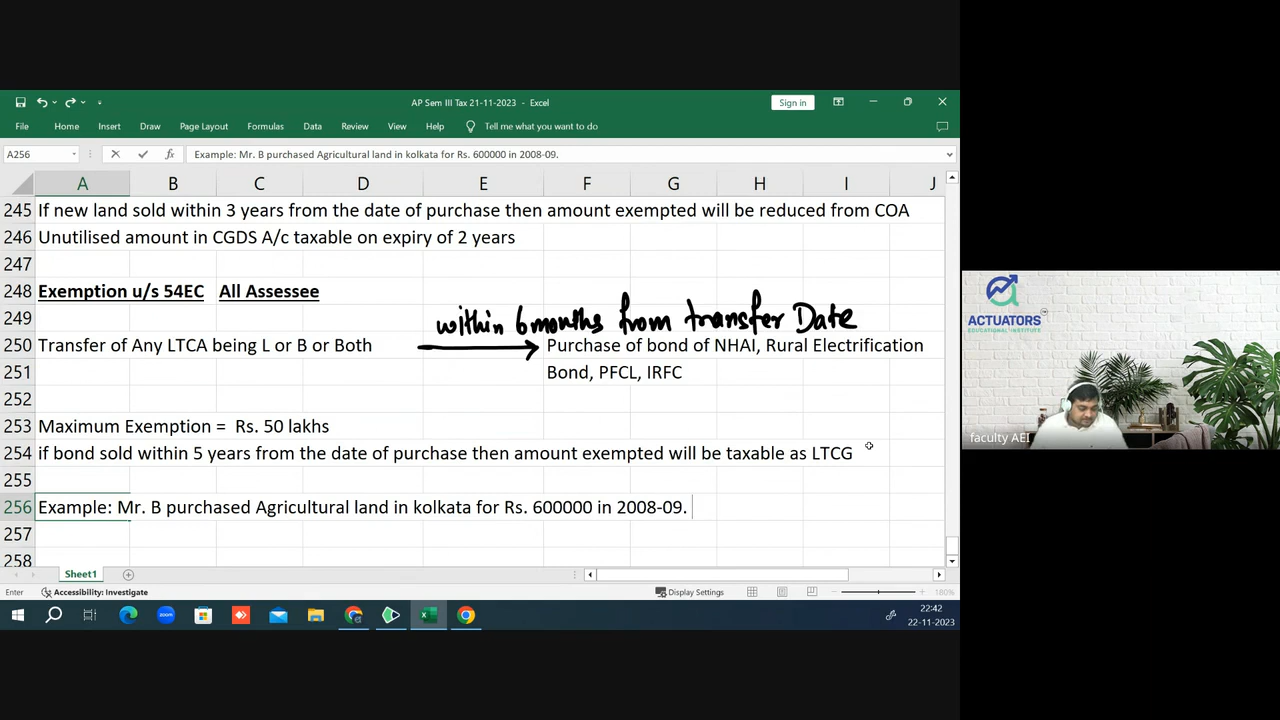 AP Sem III Tax 21-11-2023 - Excel
Sign in
File Home Insert Draw Page Layout Formulas Data Review View Help Tell me what you want to do
A256 fx Example: Mr. B purchased Agricultural land in kolkata for Rs. 600000 in 2008-09.
A B C D E F G H I J
245 If new land sold within 3 years from the date of purchase then amount exempted will be reduced from COA
246 Unutilised amount in CGDS A/c taxable on expiry of 2 years
247
248 Exemption u/s 54EC All Assessee
249 within 6 months from transfer Date
250 Transfer of Any LTCA being L or B or Both Purchase of bond of NHAI, Rural Electrification
251 Bond, PFCL, IRFC
252
253 Maximum Exemption = Rs. 50 lakhs
254 if bond sold within 5 years from the date of purchase then amount exempted will be taxable as LTCG
255
256 Example: Mr. B purchased Agricultural land in kolkata for Rs. 600000 in 2008-09.
257
258
Sheet1
Enter Accessibility: Investigate Display Settings 180%
zoom
22:42
22-11-2023
ACTUATORS
EDUCATIONAL INSTITUTE
faculty AEI